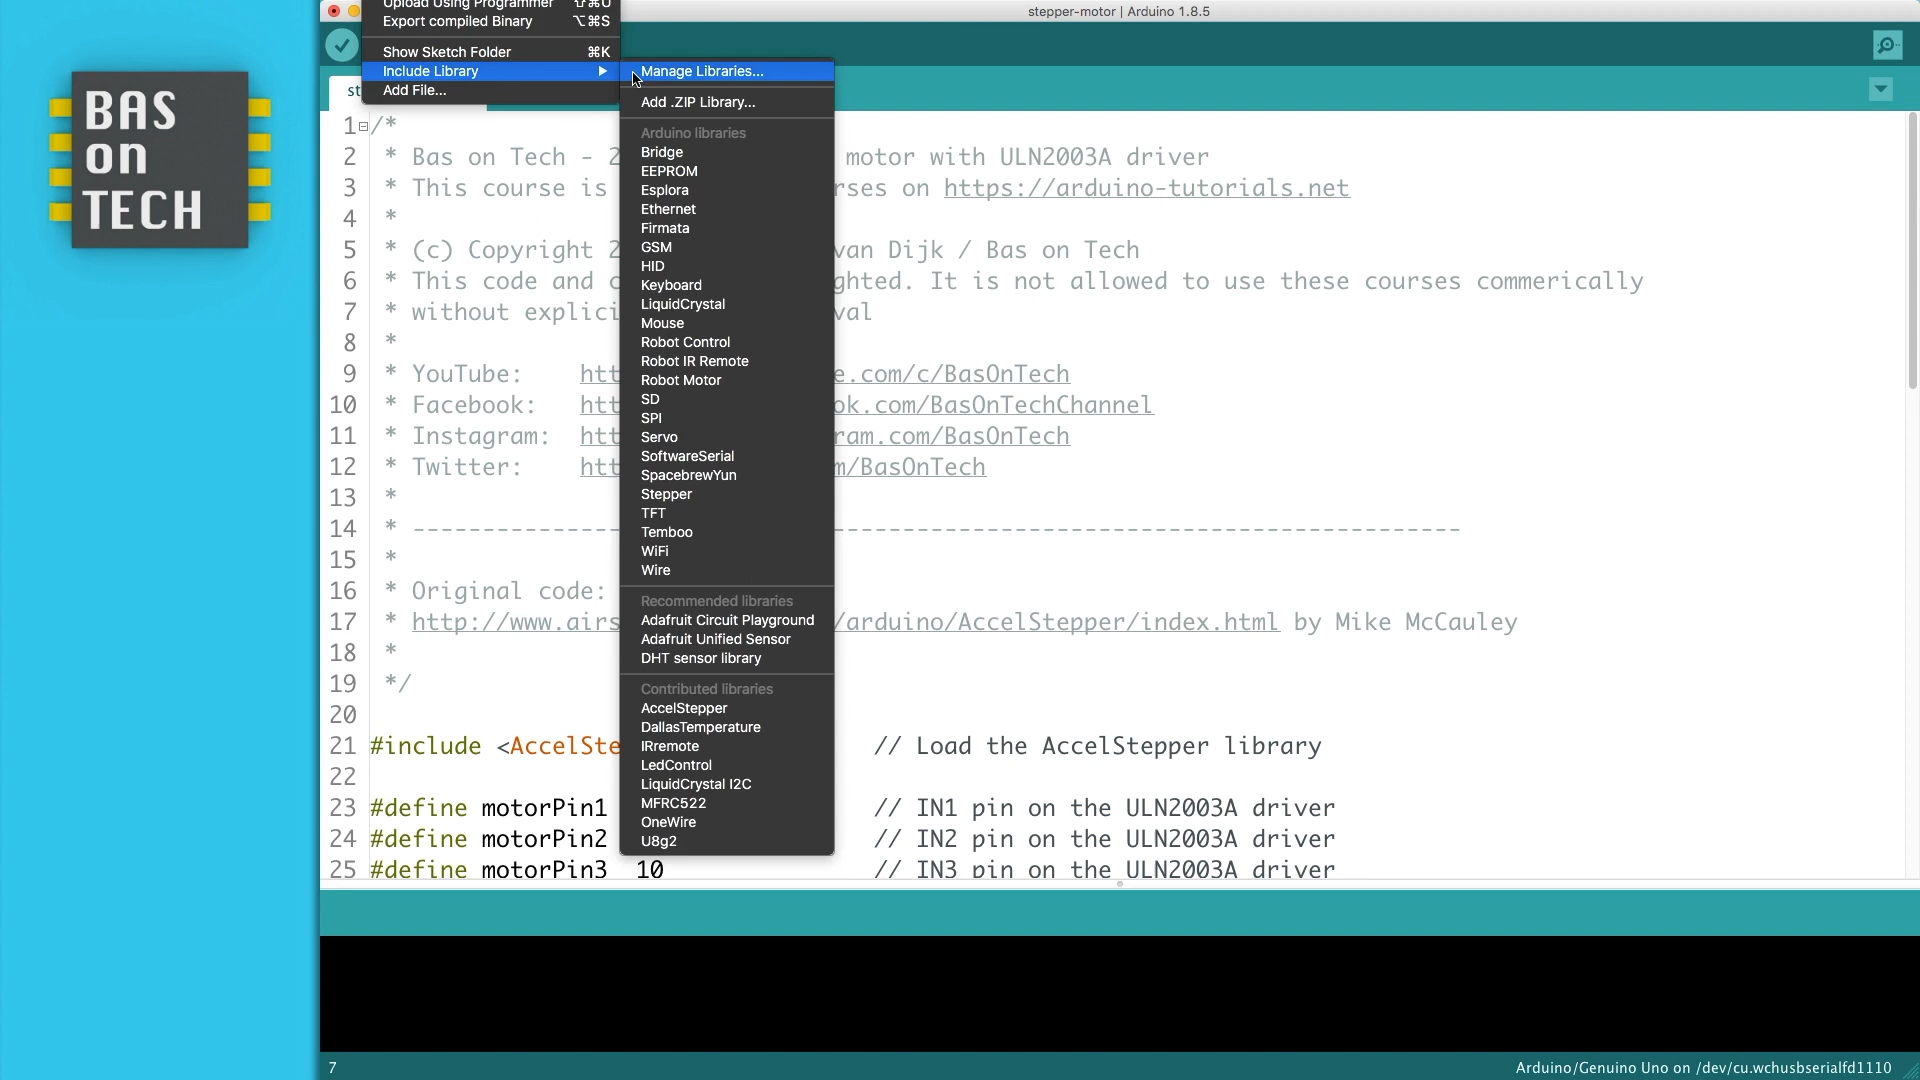 BAS
on
TECH
stepper-motor | Arduino 1.8.5
Upload Using Programmer ⇧⌘U
Export compiled Binary ⌥⌘S
Show Sketch Folder ⌘K
Include Library
Add File...
Manage Libraries...
Add .ZIP Library...
Arduino libraries
Bridge
EEPROM
Esplora
Ethernet
Firmata
GSM
HID
Keyboard
LiquidCrystal
Mouse
Robot Control
Robot IR Remote
Robot Motor
SD
SPI
Servo
SoftwareSerial
SpacebrewYun
Stepper
TFT
Temboo
WiFi
Wire
Recommended libraries
Adafruit Circuit Playground
Adafruit Unified Sensor
DHT sensor library
Contributed libraries
AccelStepper
DallasTemperature
IRremote
LedControl
LiquidCrystal I2C
MFRC522
OneWire
U8g2
st
1 /*
2 * Bas on Tech - 2 motor with ULN2003A driver
3 * This course is rses on https://arduino-tutorials.net
4 *
5 * (c) Copyright 2 van Dijk / Bas on Tech
6 * This code and c ghted. It is not allowed to use these courses commerically
7 * without explici val
8 *
9 * YouTube: htt e.com/c/BasOnTech
10 * Facebook: htt ok.com/BasOnTechChannel
11 * Instagram: htt ram.com/BasOnTech
12 * Twitter: htt m/BasOnTech
13 *
14 * ---------------------------------------------------------------------------
15 *
16 * Original code:
17 * http://www.airs /arduino/AccelStepper/index.html by Mike McCauley
18 *
19 */
20
21 #include <AccelSte // Load the AccelStepper library
22
23 #define motorPin1 // IN1 pin on the ULN2003A driver
24 #define motorPin2 // IN2 pin on the ULN2003A driver
25 #define motorPin3 10 // IN3 pin on the ULN2003A driver
7
Arduino/Genuino Uno on /dev/cu.wchusbserialfd1110